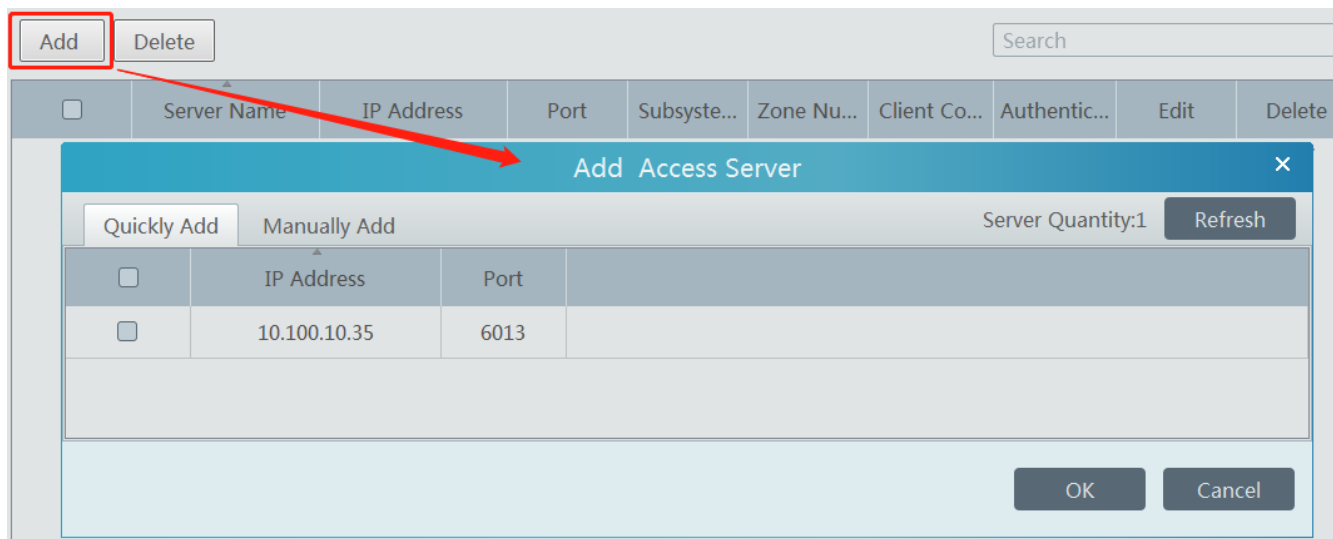 Add Delete Search
Server Name IP Address Port Subsyste... Zone Nu... Client Co... Authentic... Edit Delete
Add Access Server ×
Quickly Add Manually Add Server Quantity:1 Refresh
IP Address Port
10.100.10.35 6013
OK Cancel